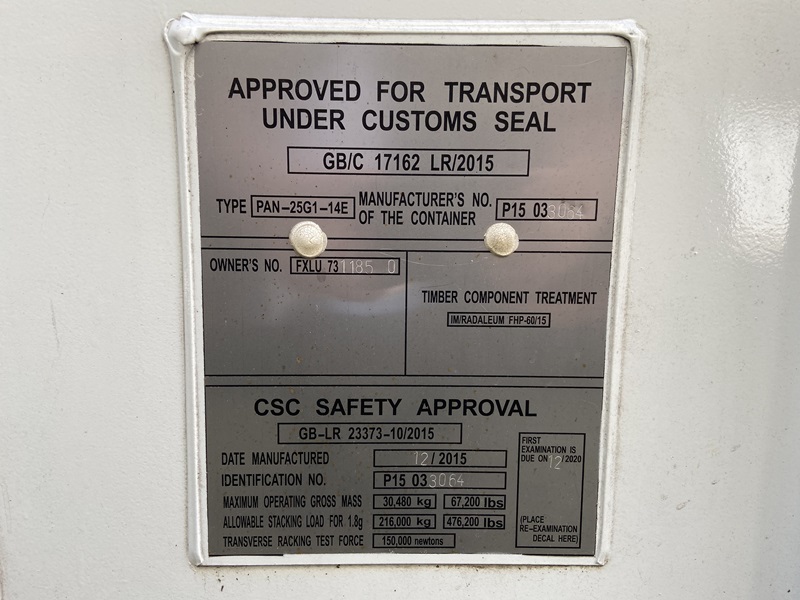 APPROVED FOR TRANSPORT
UNDER CUSTOMS SEAL
GB/C 17162 LR/2015
TYPE PAN-25G1-14E MANUFACTURER'S NO. OF THE CONTAINER P15 033064
OWNER'S NO. FXLU 731185 0
TIMBER COMPONENT TREATMENT
IM/RADALEUM FHP-60/15
CSC SAFETY APPROVAL
GB-LR 23373-10/2015
DATE MANUFACTURED 12/2015
IDENTIFICATION NO. P15 033064
MAXIMUM OPERATING GROSS MASS 30,480 kg 67,200 lbs
ALLOWABLE STACKING LOAD FOR 1.8g 216,000 kg 476,200 lbs
TRANSVERSE RACKING TEST FORCE 150,000 newtons
FIRST
EXAMINATION IS
DUE ON 12/2020
(PLACE
RE-EXAMINATION
DECAL HERE)